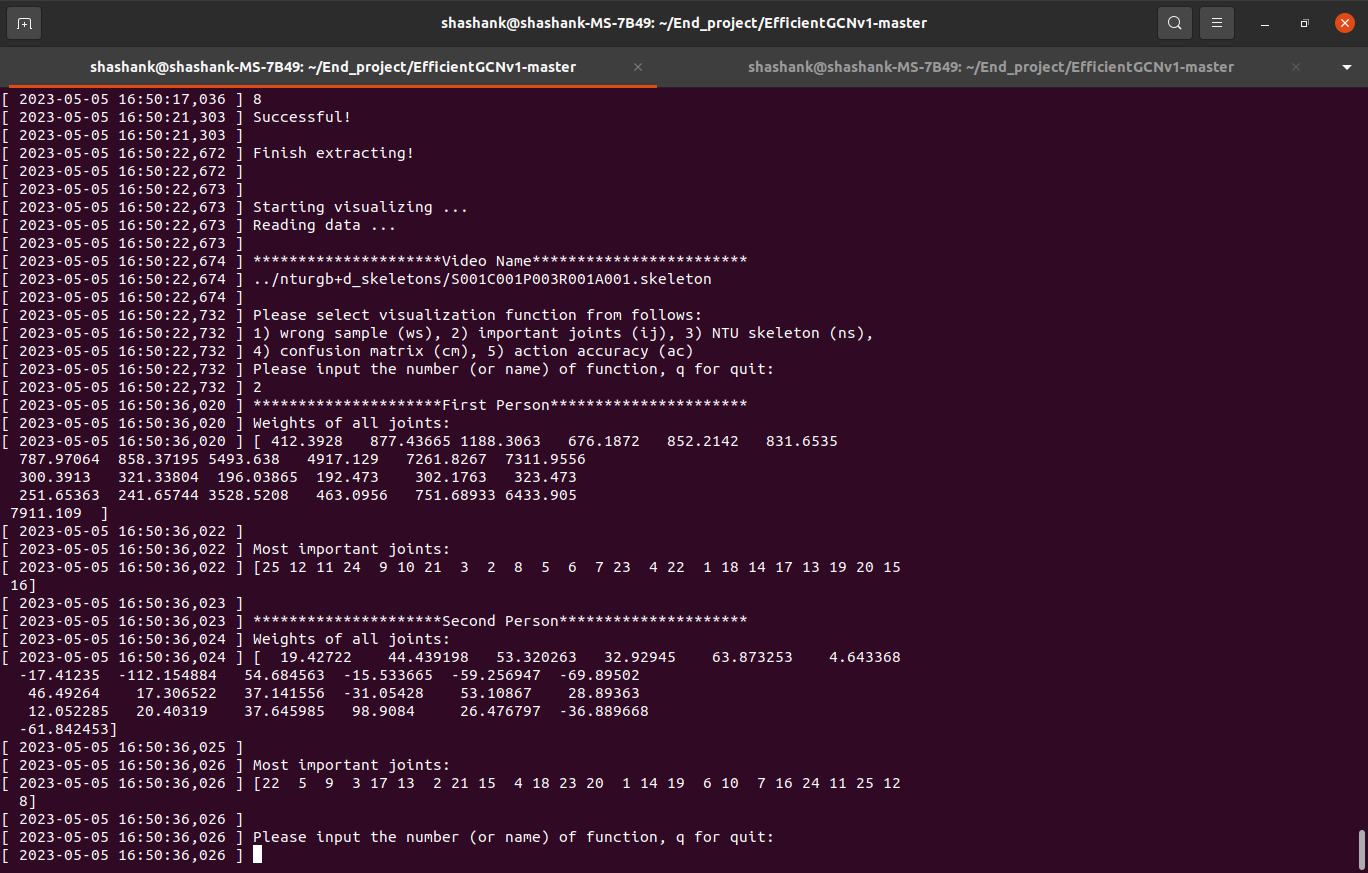 shashank@shashank-MS-7B49: ~/End_project/EfficientGCNv1-master
shashank@shashank-MS-7B49: ~/End_project/EfficientGCNv1-master × shashank@shashank-MS-7B49: ~/End_project/EfficientGCNv1-master ×
[ 2023-05-05 16:50:17,036 ] 8
[ 2023-05-05 16:50:21,303 ] Successful!
[ 2023-05-05 16:50:21,303 ]
[ 2023-05-05 16:50:22,672 ] Finish extracting!
[ 2023-05-05 16:50:22,672 ]
[ 2023-05-05 16:50:22,673 ]
[ 2023-05-05 16:50:22,673 ] Starting visualizing ...
[ 2023-05-05 16:50:22,673 ] Reading data ...
[ 2023-05-05 16:50:22,673 ]
[ 2023-05-05 16:50:22,674 ] *********************Video Name************************
[ 2023-05-05 16:50:22,674 ] ../nturgb+d_skeletons/S001C001P003R001A001.skeleton
[ 2023-05-05 16:50:22,674 ]
[ 2023-05-05 16:50:22,732 ] Please select visualization function from follows:
[ 2023-05-05 16:50:22,732 ] 1) wrong sample (ws), 2) important joints (ij), 3) NTU skeleton (ns),
[ 2023-05-05 16:50:22,732 ] 4) confusion matrix (cm), 5) action accuracy (ac)
[ 2023-05-05 16:50:22,732 ] Please input the number (or name) of function, q for quit:
[ 2023-05-05 16:50:22,732 ] 2
[ 2023-05-05 16:50:36,020 ] *********************First Person**********************
[ 2023-05-05 16:50:36,020 ] Weights of all joints:
[ 2023-05-05 16:50:36,020 ] [ 412.3928   877.43665 1188.3063   676.1872   852.2142   831.6535
  787.97064  858.37195 5493.638   4917.129   7261.8267  7311.9556
  300.3913   321.33804  196.03865  192.473    302.1763   323.473
  251.65363  241.65744 3528.5208   463.0956   751.68933 6433.905
 7911.109  ]
[ 2023-05-05 16:50:36,022 ]
[ 2023-05-05 16:50:36,022 ] Most important joints:
[ 2023-05-05 16:50:36,022 ] [25 12 11 24  9 10 21  3  2  8  5  6  7 23  4 22  1 18 14 17 13 19 20 15
 16]
[ 2023-05-05 16:50:36,023 ]
[ 2023-05-05 16:50:36,023 ] *********************Second Person*********************
[ 2023-05-05 16:50:36,024 ] Weights of all joints:
[ 2023-05-05 16:50:36,024 ] [  19.42722    44.439198   53.320263   32.92945    63.873253    4.643368
  -17.41235  -112.154884   54.684563  -15.533665  -59.256947  -69.89502
   46.49264    17.306522   37.141556  -31.05428    53.10867    28.89363
   12.052285   20.40319    37.645985   98.9084     26.476797  -36.889668
  -61.842453]
[ 2023-05-05 16:50:36,025 ]
[ 2023-05-05 16:50:36,026 ] Most important joints:
[ 2023-05-05 16:50:36,026 ] [22  5  9  3 17 13  2 21 15  4 18 23 20  1 14 19  6 10  7 16 24 11 25 12
  8]
[ 2023-05-05 16:50:36,026 ]
[ 2023-05-05 16:50:36,026 ] Please input the number (or name) of function, q for quit:
[ 2023-05-05 16:50:36,026 ]